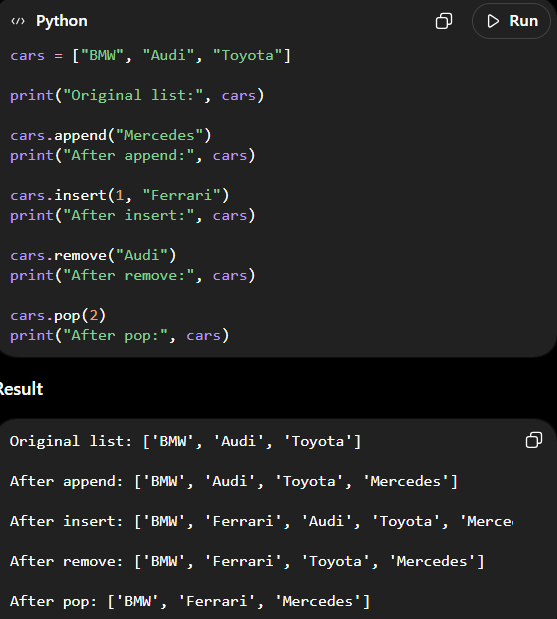 Python
Run
cars = ["BMW", "Audi", "Toyota"]
print("Original list:", cars)
cars.append("Mercedes")
print("After append:", cars)
cars.insert(1, "Ferrari")
print("After insert:", cars)
cars.remove("Audi")
print("After remove:", cars)
cars.pop(2)
print("After pop:", cars)
Result
Original list: ['BMW', 'Audi', 'Toyota']
After append: ['BMW', 'Audi', 'Toyota', 'Mercedes']
After insert: ['BMW', 'Ferrari', 'Audi', 'Toyota', 'Merce
After remove: ['BMW', 'Ferrari', 'Toyota', 'Mercedes']
After pop: ['BMW', 'Ferrari', 'Mercedes']